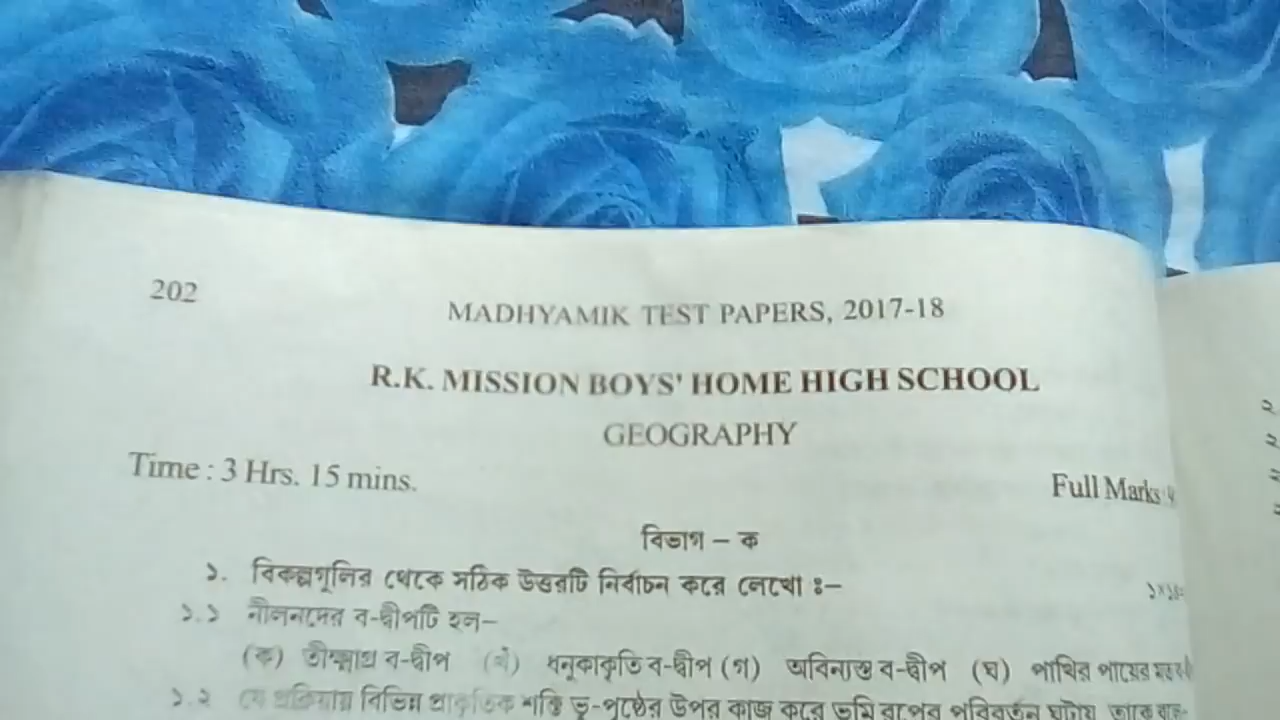 202
MADHYAMIK TEST PAPERS, 2017-18
R.K. MISSION BOYS' HOME HIGH SCHOOL
GEOGRAPHY
Time : 3 Hrs. 15 mins.
Full Marks
বিভাগ – ক
১. বিকল্পগুলির থেকে সঠিক উত্তরটি নির্বাচন করে লেখো ঃ–
১.১ নীলনদের ব-দ্বীপটি হল–
(ক) তীক্ষ্ণাগ্র ব-দ্বীপ (খ) ধনুকাকৃতি ব-দ্বীপ (গ) অবিন্যস্ত ব-দ্বীপ (ঘ) পাখির পায়ের মত
১.২ যে প্রক্রিয়ায় বিভিন্ন প্রাকৃতিক শক্তি ভূ-পৃষ্ঠের উপর কাজ করে ভূমিরূপের পরিবর্তন ঘটায় তাকে বলে-